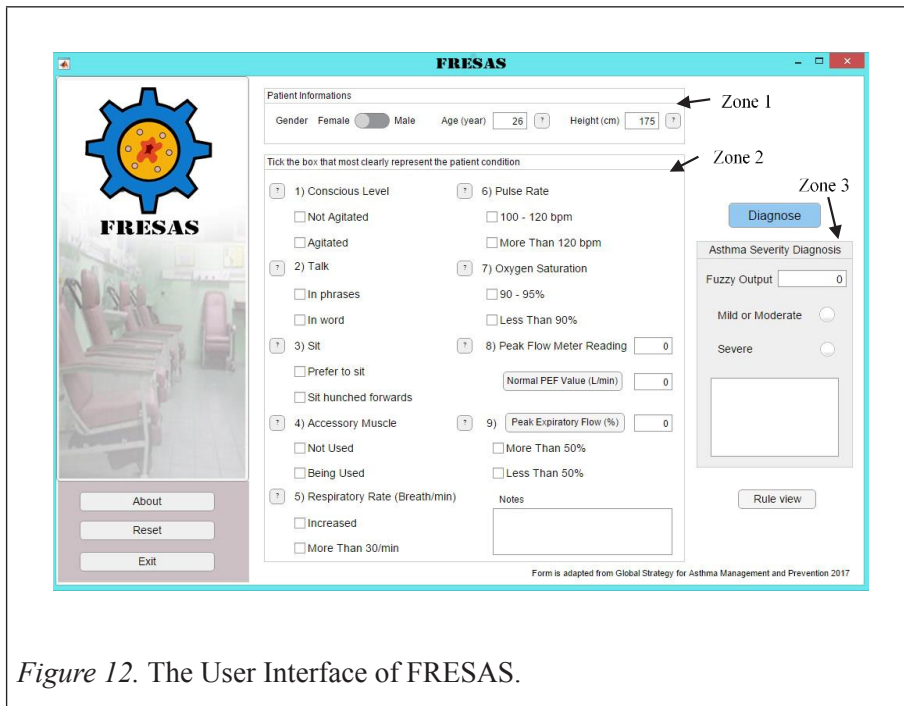 FRESAS
Patient Informations
Zone 1
Gender Female Male Age (year) 26 ? Height (cm) 175 ?
Zone 2
Tick the box that most clearly represent the patient condition
Zone 3
FRESAS
? 1) Conscious Level
Not Agitated
Agitated
? 2) Talk
In phrases
In word
? 3) Sit
Prefer to sit
Sit hunched forwards
? 4) Accessory Muscle
Not Used
Being Used
? 5) Respiratory Rate (Breath/min)
Increased
More Than 30/min
? 6) Pulse Rate
100 - 120 bpm
More Than 120 bpm
? 7) Oxygen Saturation
90 - 95%
Less Than 90%
? 8) Peak Flow Meter Reading 0
Normal PEF Value (L/min) 0
? 9) Peak Expiratory Flow (%) 0
More Than 50%
Less Than 50%
Notes
Diagnose
Asthma Severity Diagnosis
Fuzzy Output 0
Mild or Moderate
Severe
Rule view
About
Reset
Exit
Form is adapted from Global Strategy for Asthma Management and Prevention 2017
Figure 12. The User Interface of FRESAS.